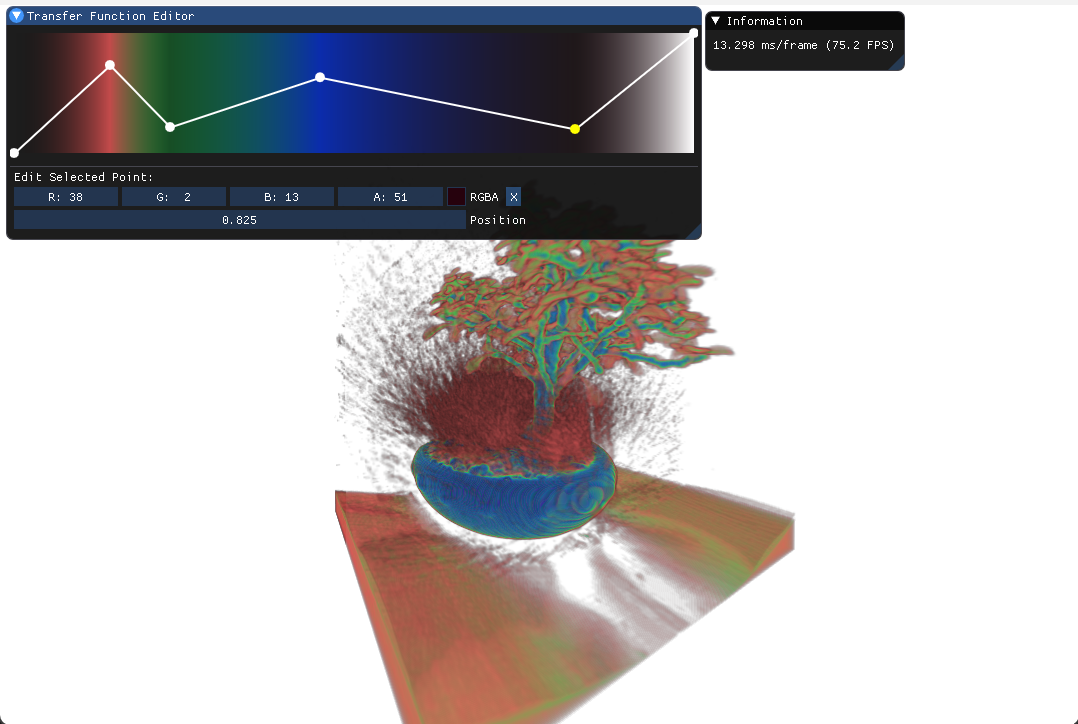 Transfer Function Editor
Information
13.298 ms/frame (75.2 FPS)
Edit Selected Point:
R: 38 G: 2 B: 13 A: 51 RGBA X
0.825 Position